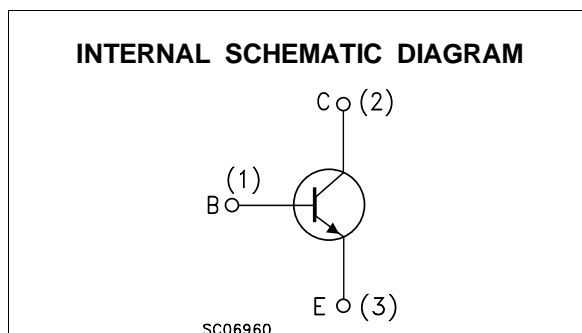 INTERNAL SCHEMATIC DIAGRAM
C (2)
(1)
B
E (3)
SC06960